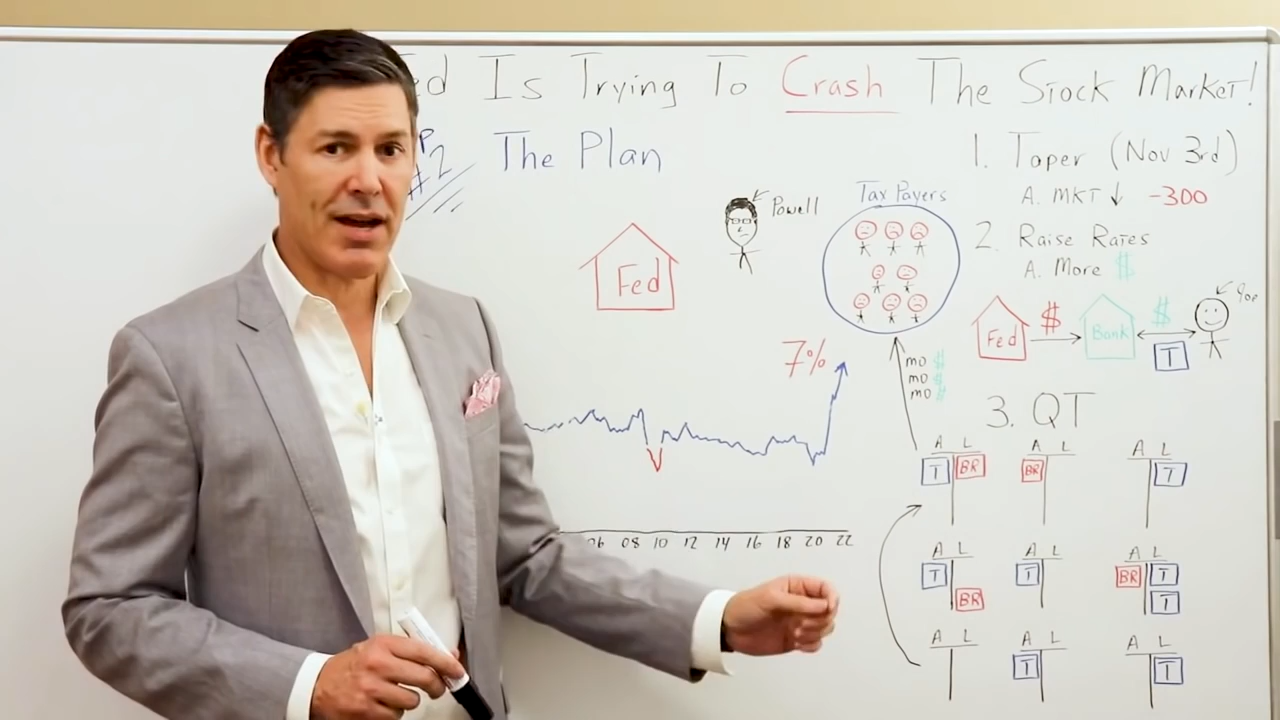 ed Is Trying To Crash The Stock Market!
P
#2
The Plan
1. Taper (Nov 3rd)
A. MKT ↓ -300
2. Raise Rates
A. More $
Powell
Tax Payers
Fed
Fed $ Bank $ Joe
T
7%
mo $
mo $
mo $
3. QT
A L A L A L
T BR BR T
A L A L A L
T T BR T
BR T
A L A L A L
T T
06 08 10 12 14 16 18 20 22